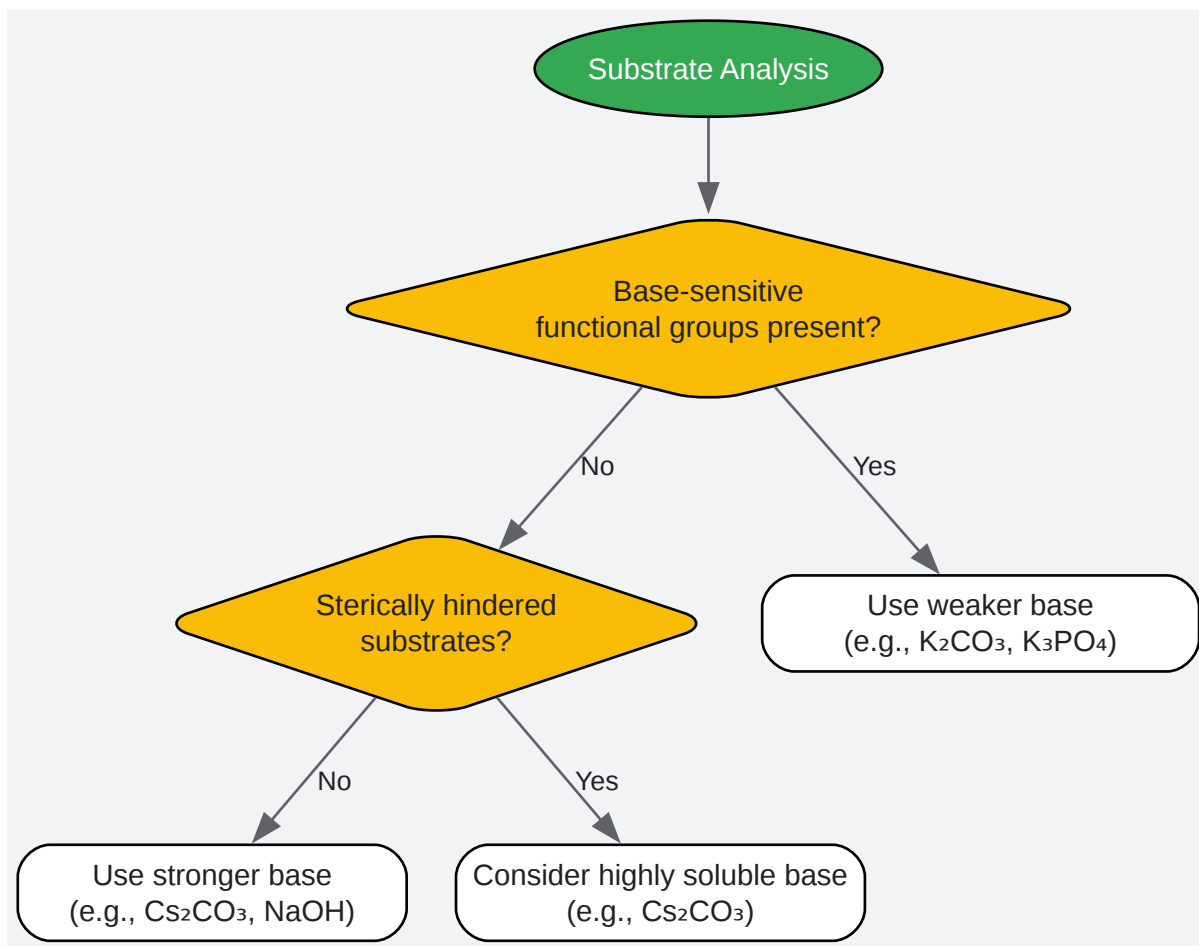 Substrate Analysis
Base-sensitive
functional groups present?
No
Yes
Sterically hindered
substrates?
Use weaker base
(e.g., K₂CO₃, K₃PO₄)
No
Yes
Use stronger base
(e.g., Cs₂CO₃, NaOH)
Consider highly soluble base
(e.g., Cs₂CO₃)